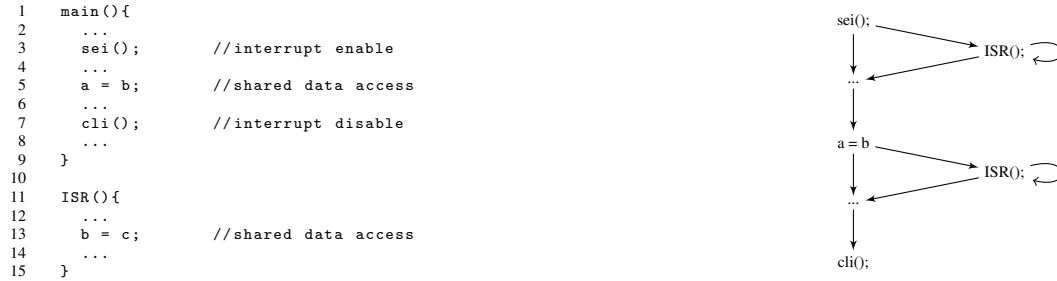 1 main(){
2 ...
3 sei(); //interrupt enable
4 ...
5 a = b; //shared data access
6 ...
7 cli(); //interrupt disable
8 ...
9 }
10
11 ISR(){
12 ...
13 b = c; //shared data access
14 ...
15 }
sei();
ISR();
...
a = b
ISR();
...
cli();